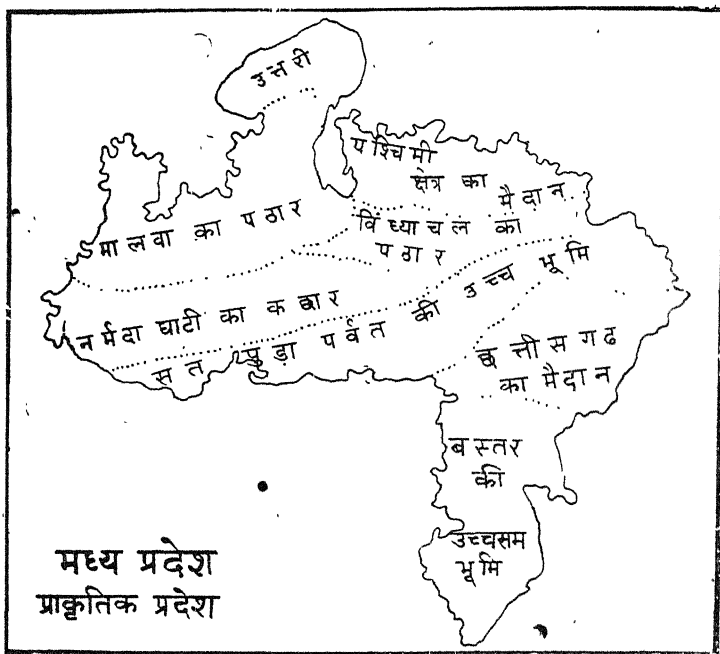 उत्तरी
पश्चिमी
क्षेत्र का
मैदान
मालवा का पठार
विंध्याचल का
पठार
नर्मदा घाटी का कछार
सतपुड़ा पर्वत की उच्च भूमि
छत्तीसगढ
का मैदान
बस्तर
की
उच्चसम
भूमि
मध्य प्रदेश
प्राकृतिक प्रदेश